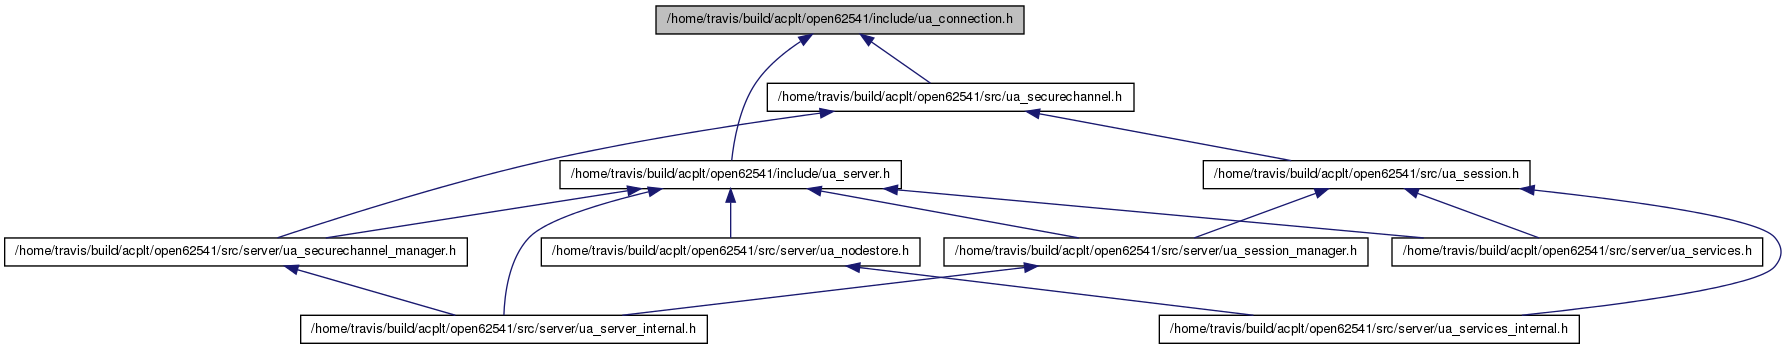 /home/travis/build/acplt/open62541/include/ua_connection.h
/home/travis/build/acplt/open62541/src/ua_securechannel.h
/home/travis/build/acplt/open62541/include/ua_server.h
/home/travis/build/acplt/open62541/src/ua_session.h
/home/travis/build/acplt/open62541/src/server/ua_securechannel_manager.h
/home/travis/build/acplt/open62541/src/server/ua_nodestore.h
/home/travis/build/acplt/open62541/src/server/ua_session_manager.h
/home/travis/build/acplt/open62541/src/server/ua_services.h
/home/travis/build/acplt/open62541/src/server/ua_server_internal.h
/home/travis/build/acplt/open62541/src/server/ua_services_internal.h